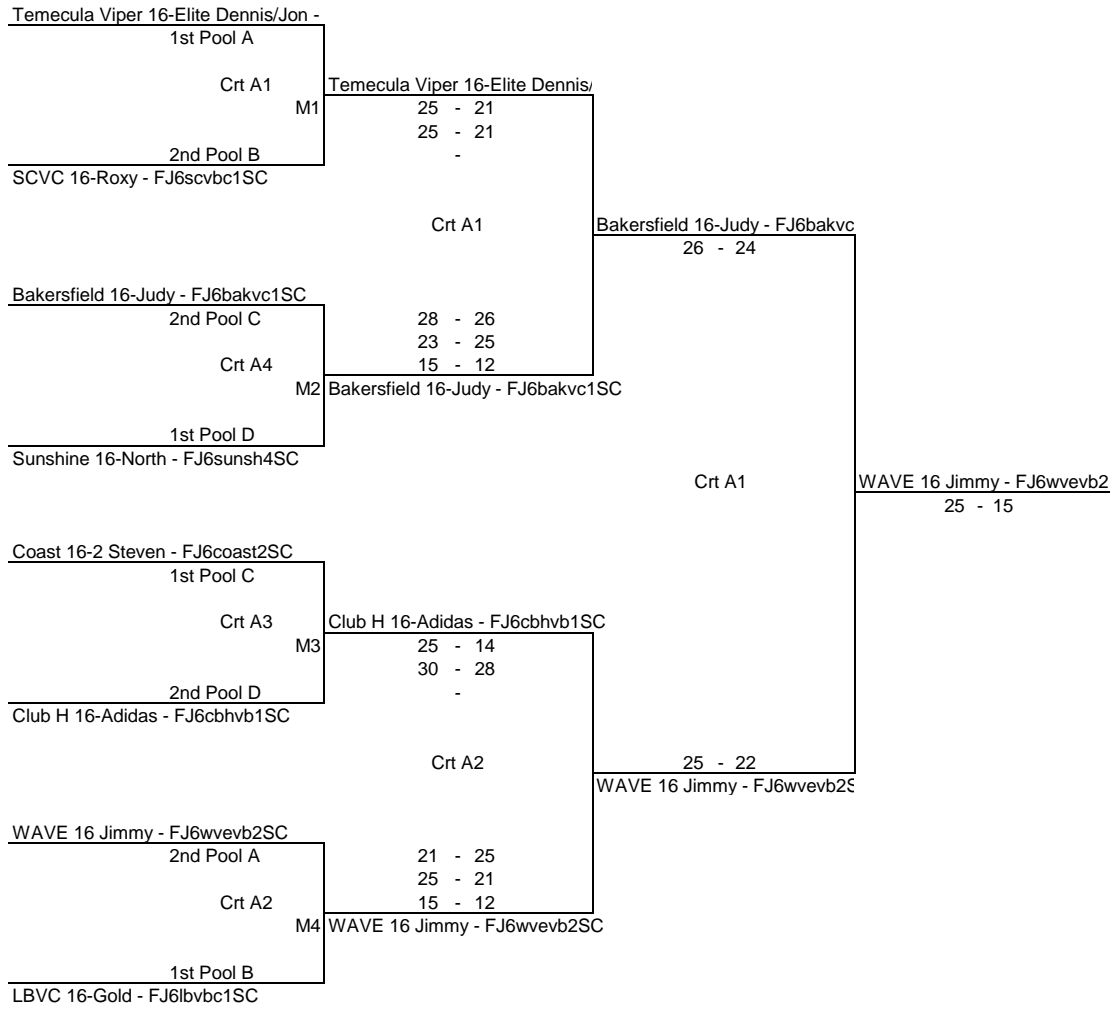 Temecula Viper 16-Elite Dennis/Jon -
1st Pool A
Crt A1
Temecula Viper 16-Elite Dennis/
M1
25 - 21
25 - 21
2nd Pool B
-
SCVC 16-Roxy - FJ6scvbc1SC
Crt A1
Bakersfield 16-Judy - FJ6bakvc
26 - 24
Bakersfield 16-Judy - FJ6bakvc1SC
2nd Pool C
28 - 26
23 - 25
Crt A4
15 - 12
M2
Bakersfield 16-Judy - FJ6bakvc1SC
1st Pool D
Sunshine 16-North - FJ6sunsh4SC
Crt A1
WAVE 16 Jimmy - FJ6wvevb2
25 - 15
Coast 16-2 Steven - FJ6coast2SC
1st Pool C
Crt A3
Club H 16-Adidas - FJ6cbhvb1SC
M3
25 - 14
30 - 28
2nd Pool D
-
Club H 16-Adidas - FJ6cbhvb1SC
Crt A2
25 - 22
WAVE 16 Jimmy - FJ6wvevb2S
WAVE 16 Jimmy - FJ6wvevb2SC
2nd Pool A
21 - 25
25 - 21
Crt A2
15 - 12
M4
WAVE 16 Jimmy - FJ6wvevb2SC
1st Pool B
LBVC 16-Gold - FJ6lbvbc1SC